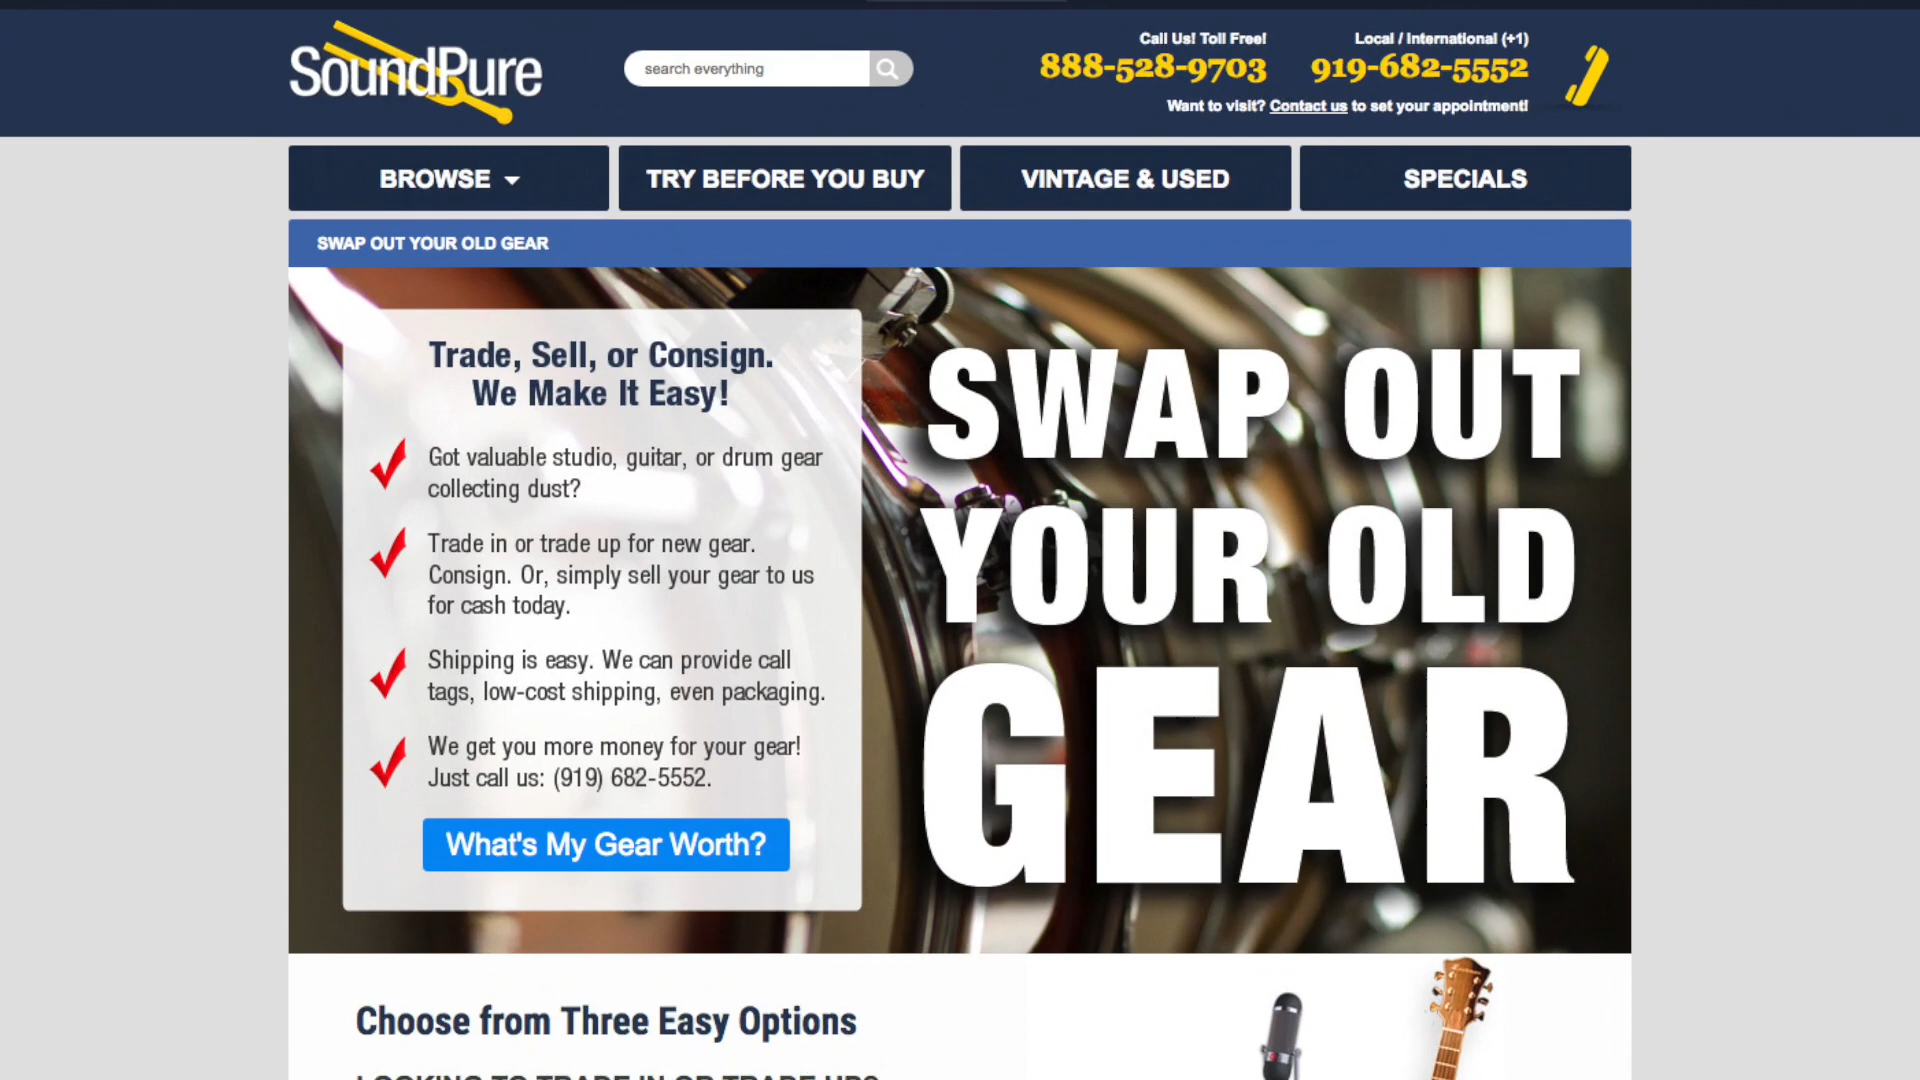 SoundPure
search everything
Call Us! Toll Free!
888-528-9703
Local / International (+1)
919-682-5552
Want to visit? Contact us to set your appointment!
BROWSE
TRY BEFORE YOU BUY
VINTAGE & USED
SPECIALS
SWAP OUT YOUR OLD GEAR
Trade, Sell, or Consign.
We Make It Easy!
Got valuable studio, guitar, or drum gear
collecting dust?
Trade in or trade up for new gear.
Consign. Or, simply sell your gear to us
for cash today.
Shipping is easy. We can provide call
tags, low-cost shipping, even packaging.
We get you more money for your gear!
Just call us: (919) 682-5552.
What's My Gear Worth?
SWAP OUT
YOUR OLD
GEAR
Choose from Three Easy Options
LOOKING TO TRADE IN OR TRADE UP?